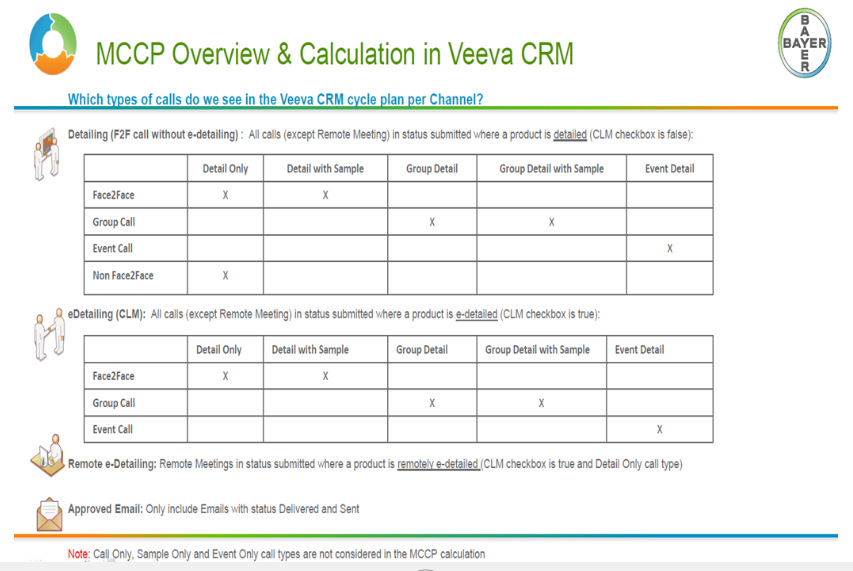 MCCP Overview & Calculation in Veeva CRM
BAYER
BAYER
Which types of calls do we see in the Veeva CRM cycle plan per Channel?
Detailing (F2F call without e-detailing) : All calls (except Remote Meeting) in status submitted where a product is detailed (CLM checkbox is false):
Detail Only Detail with Sample Group Detail Group Detail with Sample Event Detail
Face2Face X X
Group Call X X
Event Call X
Non Face2Face X
eDetailing (CLM): All calls (except Remote Meeting) in status submitted where a product is e-detailed (CLM checkbox is true):
Detail Only Detail with Sample Group Detail Group Detail with Sample Event Detail
Face2Face X X
Group Call X X
Event Call X
Remote e-Detailing: Remote Meetings in status submitted where a product is remotely e-detailed (CLM checkbox is true and Detail Only call type)
Approved Email: Only include Emails with status Delivered and Sent
Note: Call Only, Sample Only and Event Only call types are not considered in the MCCP calculation